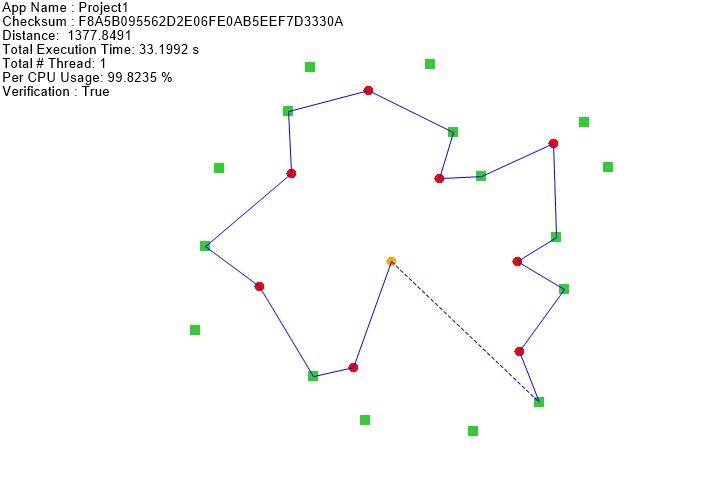 App Name : Project1
Checksum : F8A5B095562D2E06FE0AB5EEF7D3330A
Distance:  1377.8491
Total Execution Time: 33.1992 s
Total # Thread: 1
Per CPU Usage: 99.8235 %
Verification : True